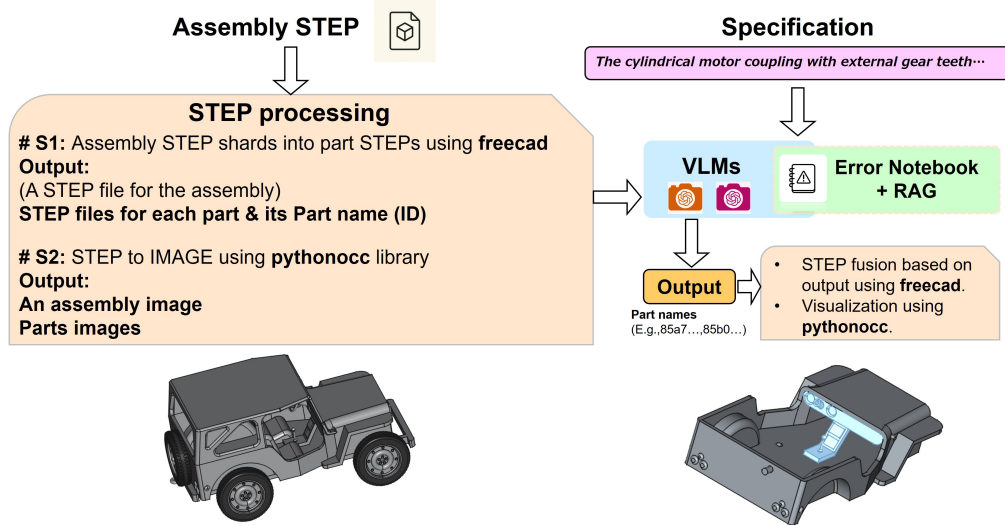 Assembly STEP
STEP processing
# S1: Assembly STEP shards into part STEPs using freecad
Output:
(A STEP file for the assembly)
STEP files for each part & its Part name (ID)
# S2: STEP to IMAGE using pythonocc library
Output:
An assembly image
Parts images
Specification
The cylindrical motor coupling with external gear teeth…
VLMs
Error Notebook
+ RAG
Output
Part names
(E.g.,85a7…,85b0…)
• STEP fusion based on
output using freecad.
• Visualization using
pythonocc.